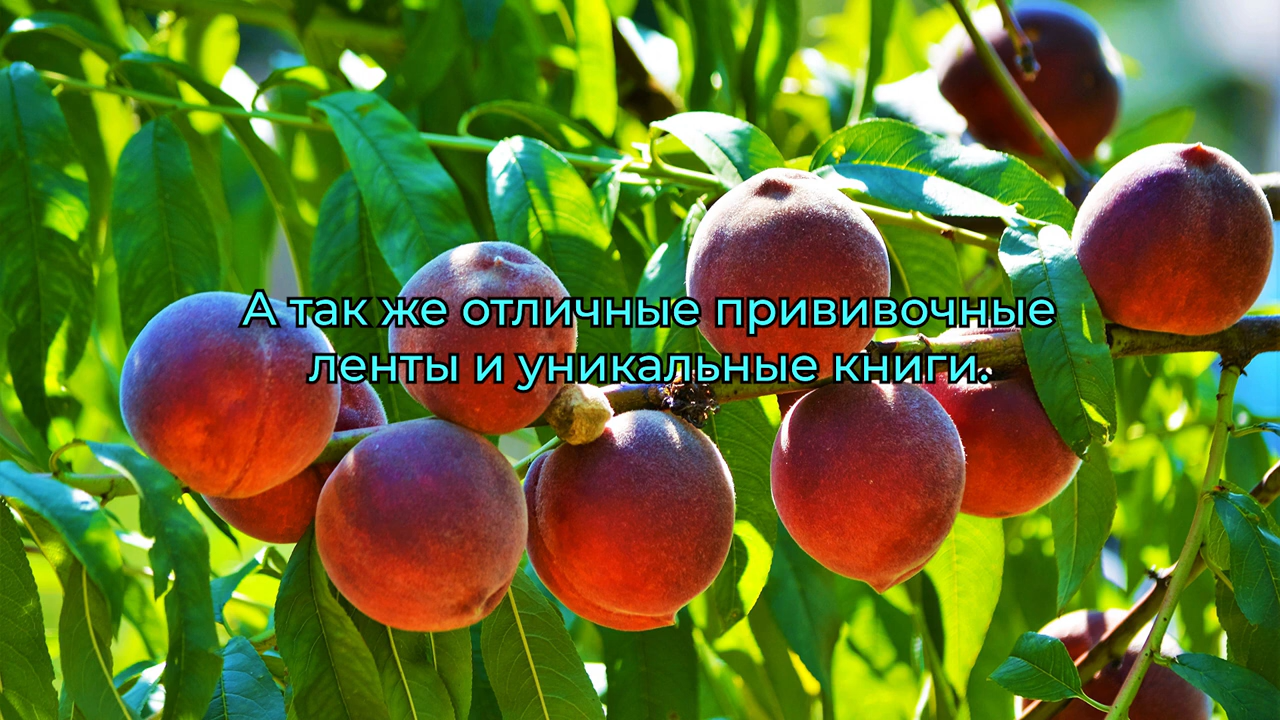 А так же отличные прививочные
ленты и уникальные книги.